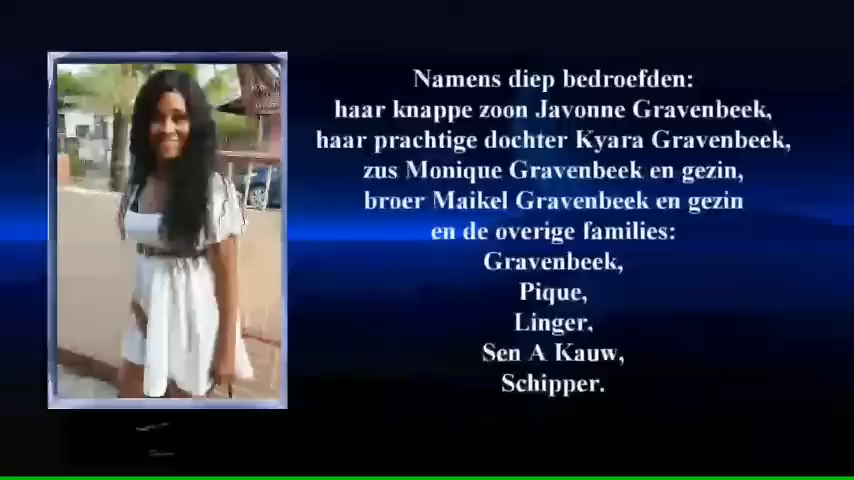 Namens diep bedroefden:
haar knappe zoon Javonne Gravenbeek,
haar prachtige dochter Kyara Gravenbeek,
zus Monique Gravenbeek en gezin,
broer Maikel Gravenbeek en gezin
en de overige families:
Gravenbeek,
Pique,
Linger,
Sen A Kauw,
Schipper.